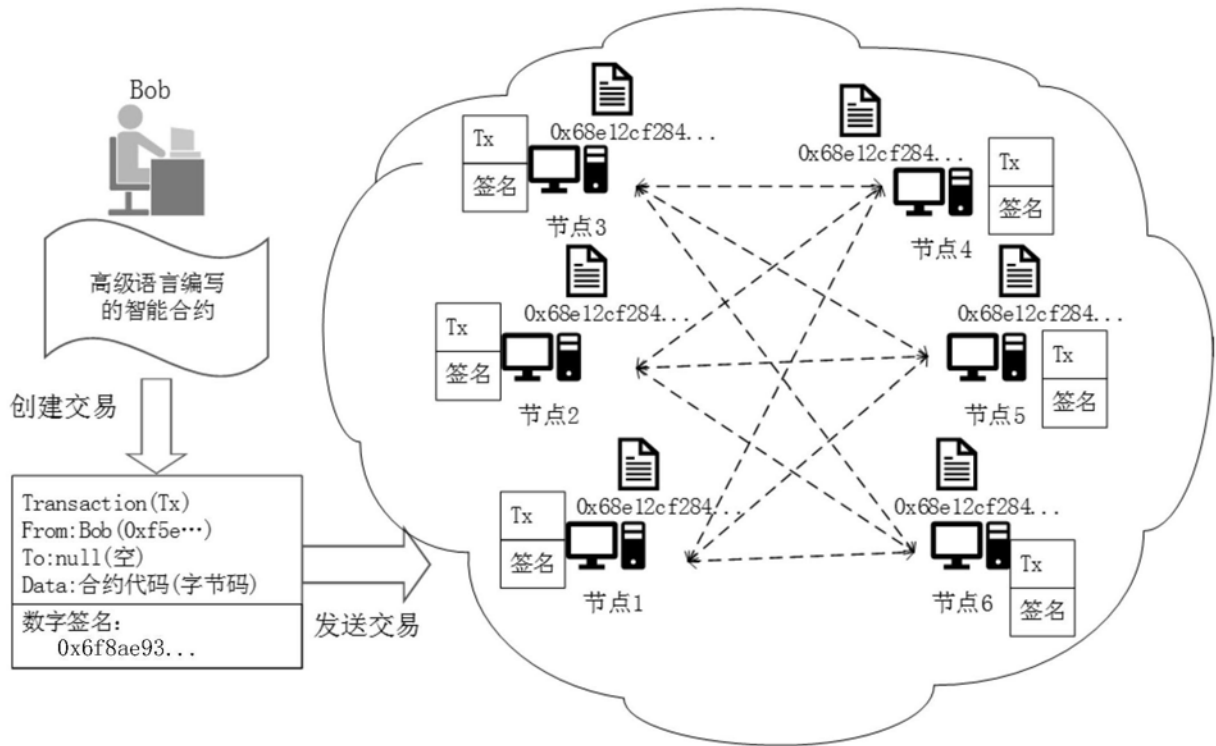 Bob
高级语言编写
的智能合约
创建交易
Transaction(Tx)
From:Bob(0xf5e…)
To:null(空)
Data:合约代码(字节码)
数字签名:
0x6f8ae93...
发送交易
0x68e12cf284...
Tx
签名
节点3
0x68e12cf284...
Tx
签名
节点4
0x68e12cf284...
Tx
签名
节点2
0x68e12cf284...
Tx
签名
节点5
0x68e12cf284...
Tx
签名
节点1
0x68e12cf284...
Tx
签名
节点6